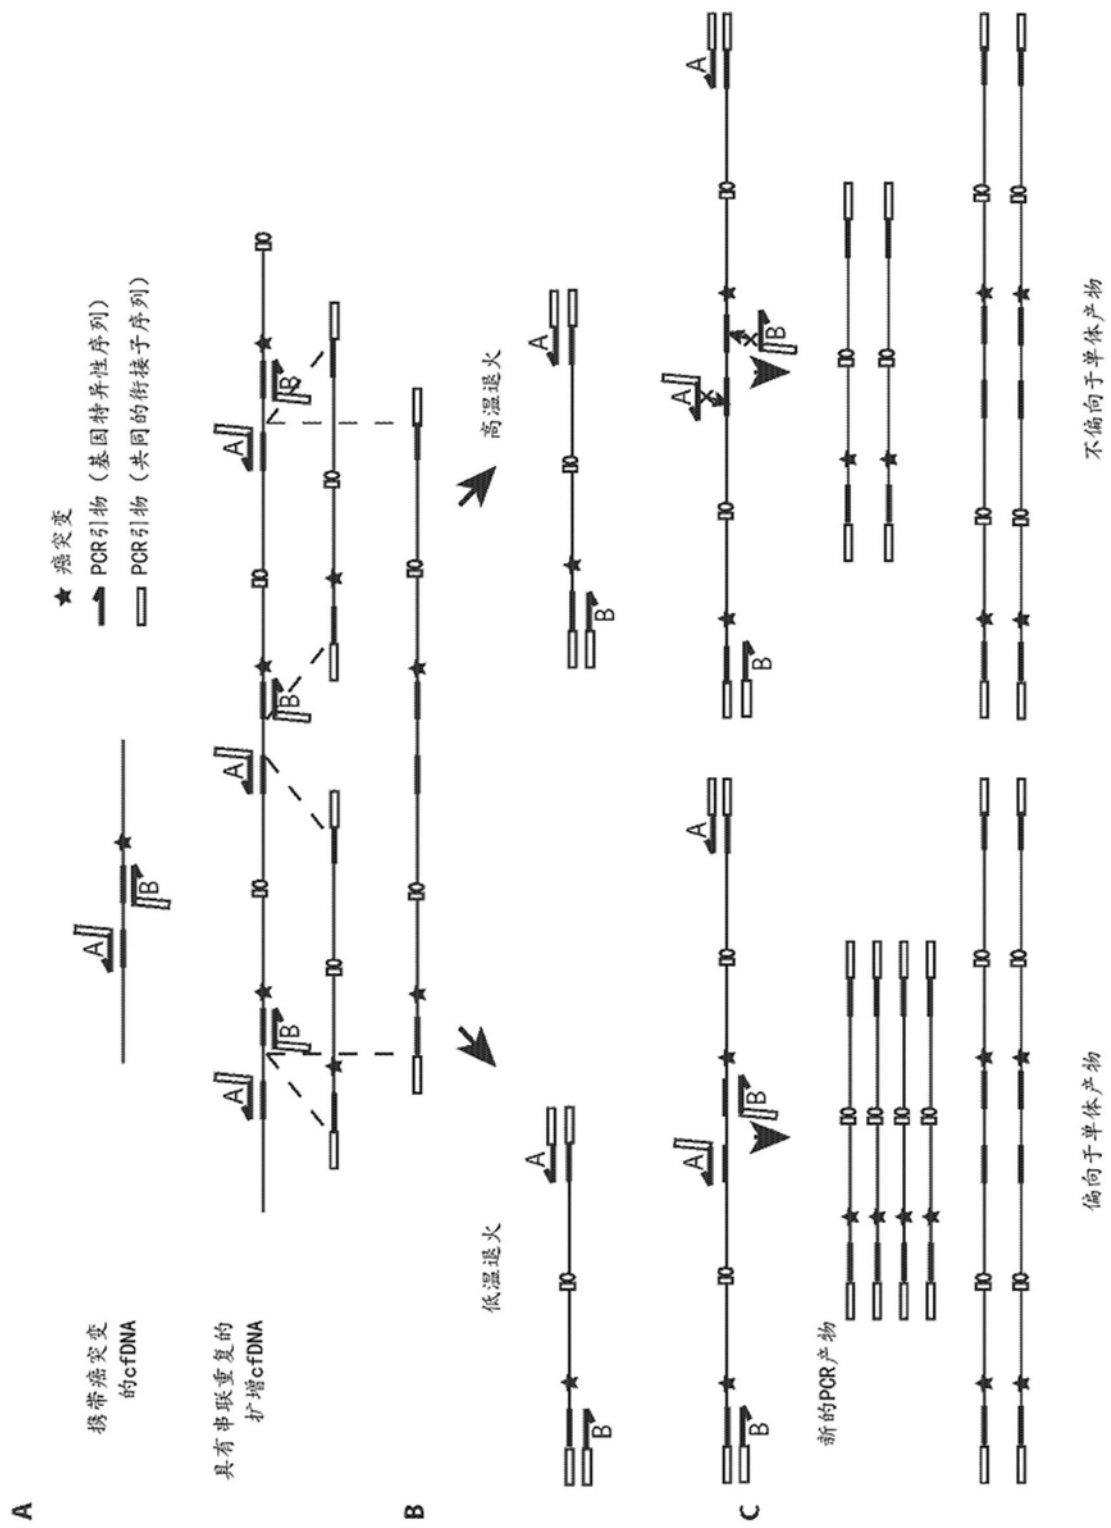 A
携带癌突变
的cfDNA
A
B
癌突变
PCR引物（基因特异性序列）
PCR引物（共同的衔接子序列）
具有串联重复的
扩增cfDNA
A
B
A
B
A
B
B
低温退火
高温退火
B
A
B
A
C
B
A
B
A
B
A
B
A
新的PCR产物
偏向于单体产物
不偏向于单体产物